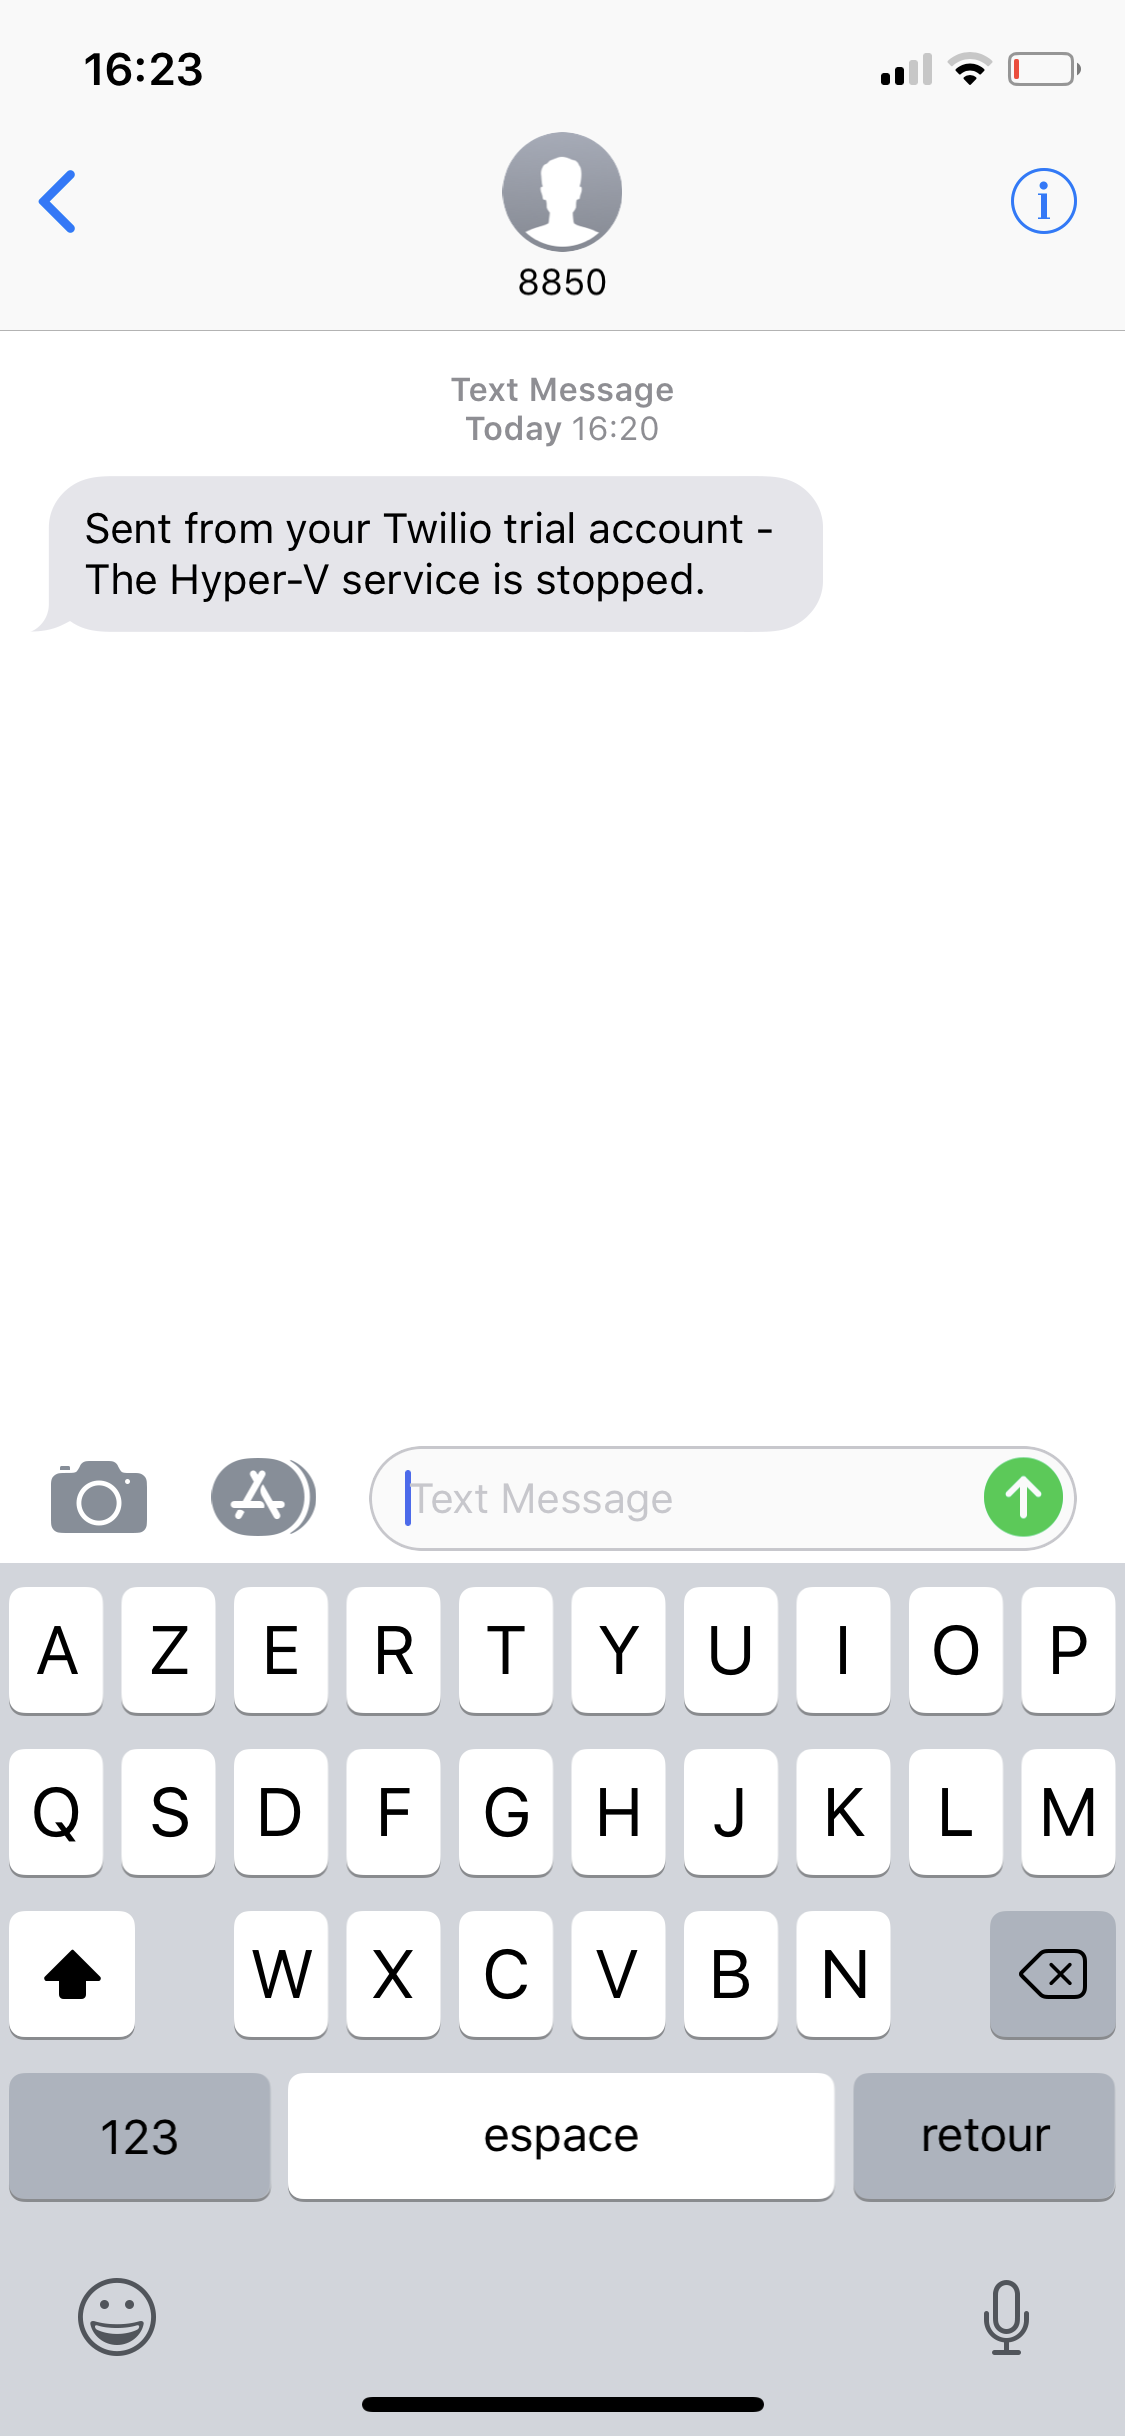 16:23
8850
Text Message
Today 16:20
Sent from your Twilio trial account -
The Hyper-V service is stopped.
Text Message
A Z E R T Y U I O P
Q S D F G H J K L M
W X C V B N
123 espace retour